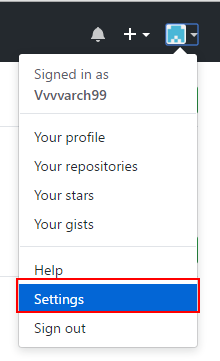 Signed in as
Vvvvarch99
Your profile
Your repositories
Your stars
Your gists
Help
Settings
Sign out